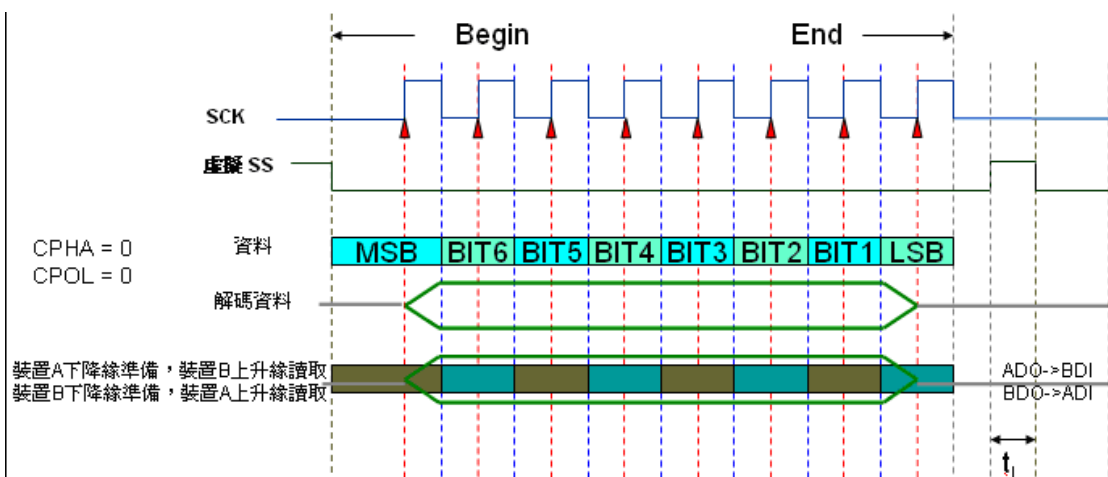 Begin End
SCK
虛擬 SS
CPHA = 0
CPOL = 0
資料
MSB BIT6 BIT5 BIT4 BIT3 BIT2 BIT1 LSB
解碼資料
裝置A下降緣準備，裝置B上升緣讀取
裝置B下降緣準備，裝置A上升緣讀取
ADO->BDI
BDO->ADI
tI